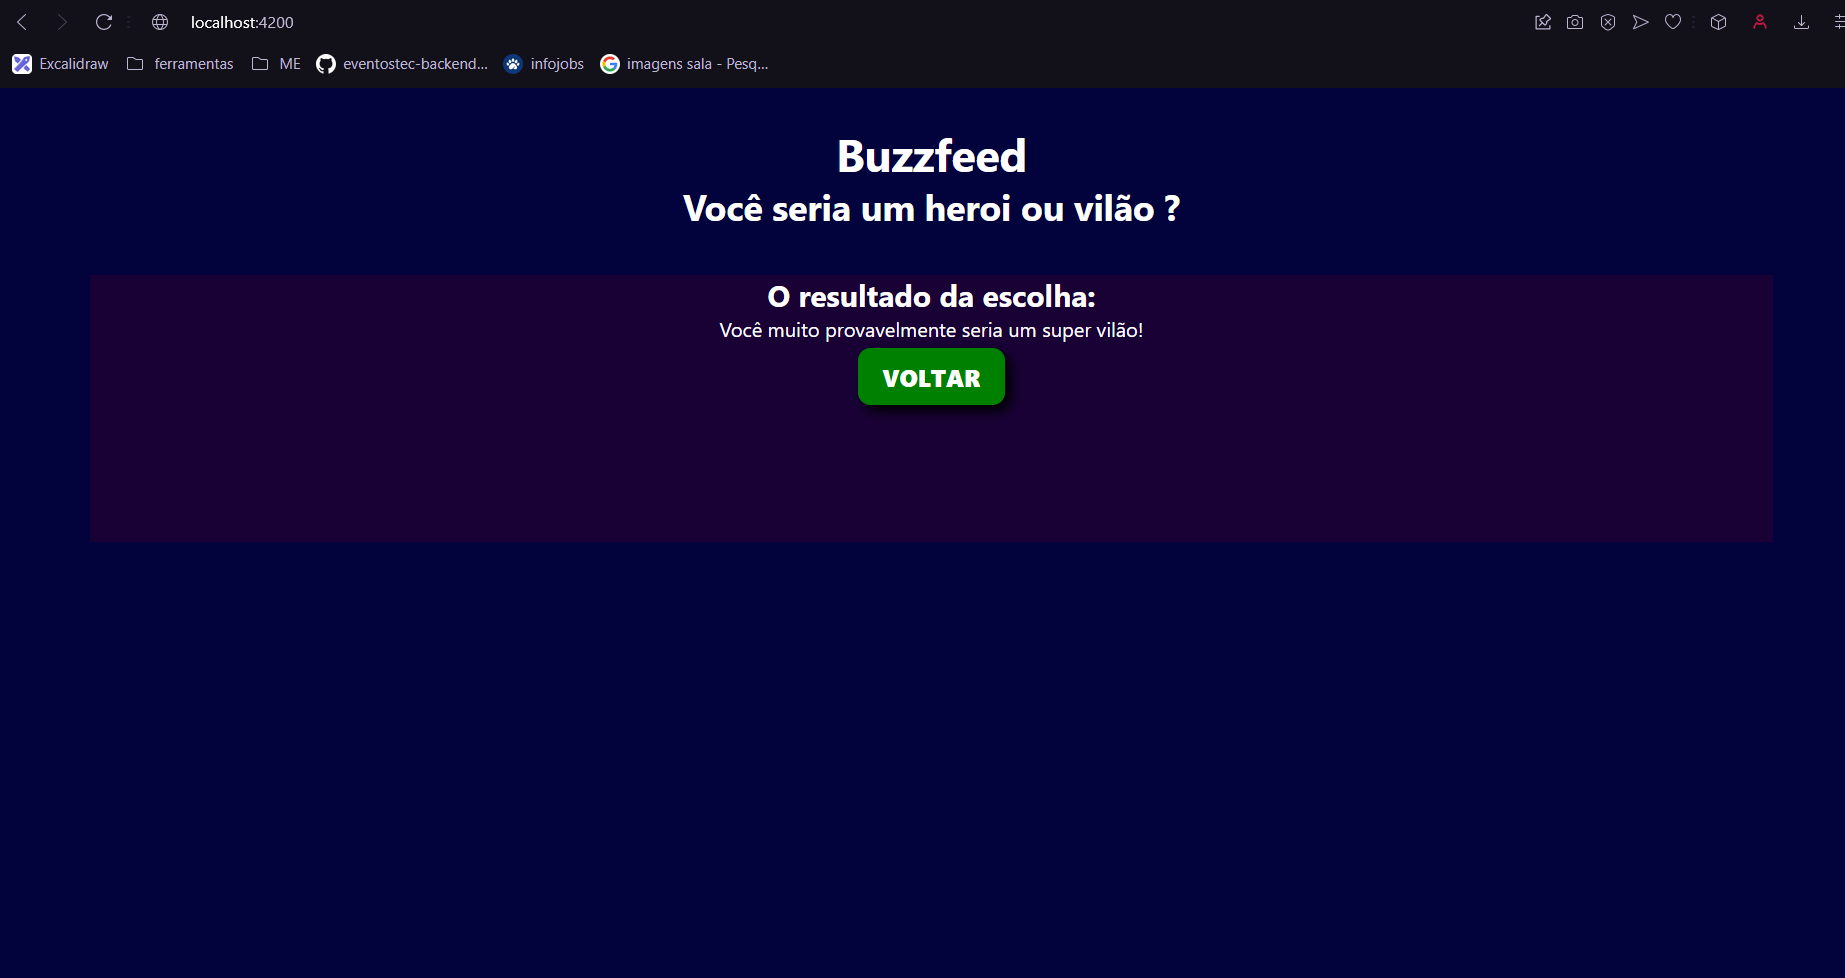 localhost:4200
Excalidraw ferramentas ME eventostec-backend... infojobs imagens sala - Pesq...
Buzzfeed
Você seria um heroi ou vilão ?
O resultado da escolha:
Você muito provavelmente seria um super vilão!
VOLTAR